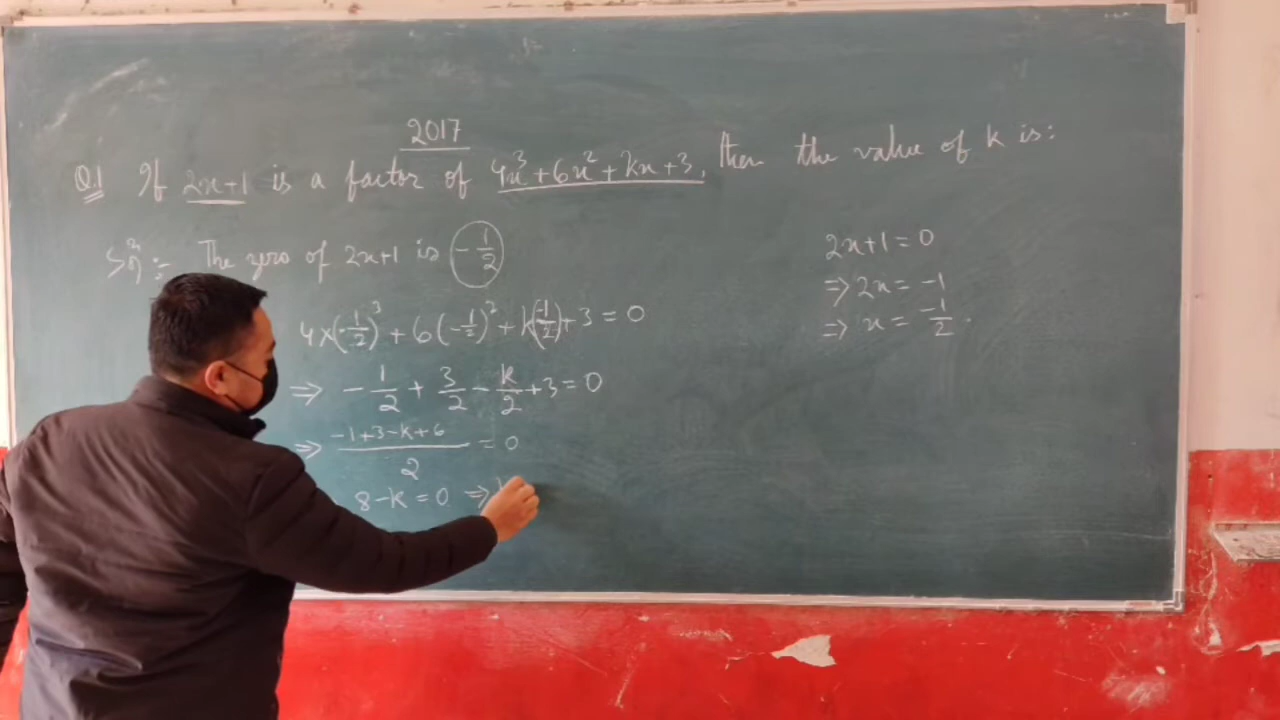 2017
Q.1 If 2x+1 is a factor of 4x³+6x²+kx+3, then the value of k is:
Solⁿ:- The zero of 2x+1 is -1/2
4×(-1/2)³+6(-1/2)²+k(-1/2)+3=0
⇒ -1/2+3/2-k/2+3=0
⇒ (-1+3-k+6)/2=0
8-k=0 ⇒
2x+1=0
⇒2x=-1
⇒ x=-1/2.